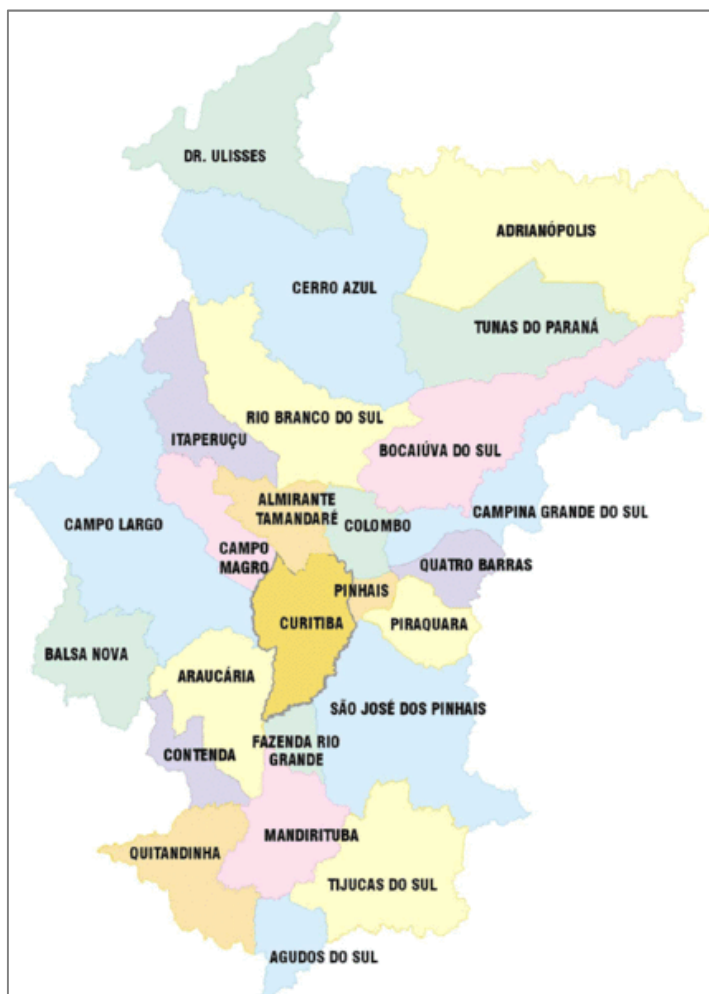 DR. ULISSES
ADRIANÓPOLIS
CERRO AZUL
TUNAS DO PARANÁ
RIO BRANCO DO SUL
ITAPERUÇU
BOCAIÚVA DO SUL
ALMIRANTE
TAMANDARÉ
COLOMBO
CAMPINA GRANDE DO SUL
CAMPO LARGO
CAMPO
MAGRO
QUATRO BARRAS
PINHAIS
CURITIBA
PIRAQUARA
BALSA NOVA
ARAUCÁRIA
SÃO JOSÉ DOS PINHAIS
FAZENDA RIO
GRANDE
CONTENDA
MANDIRITUBA
QUITANDINHA
TIJUCAS DO SUL
AGUDOS DO SUL